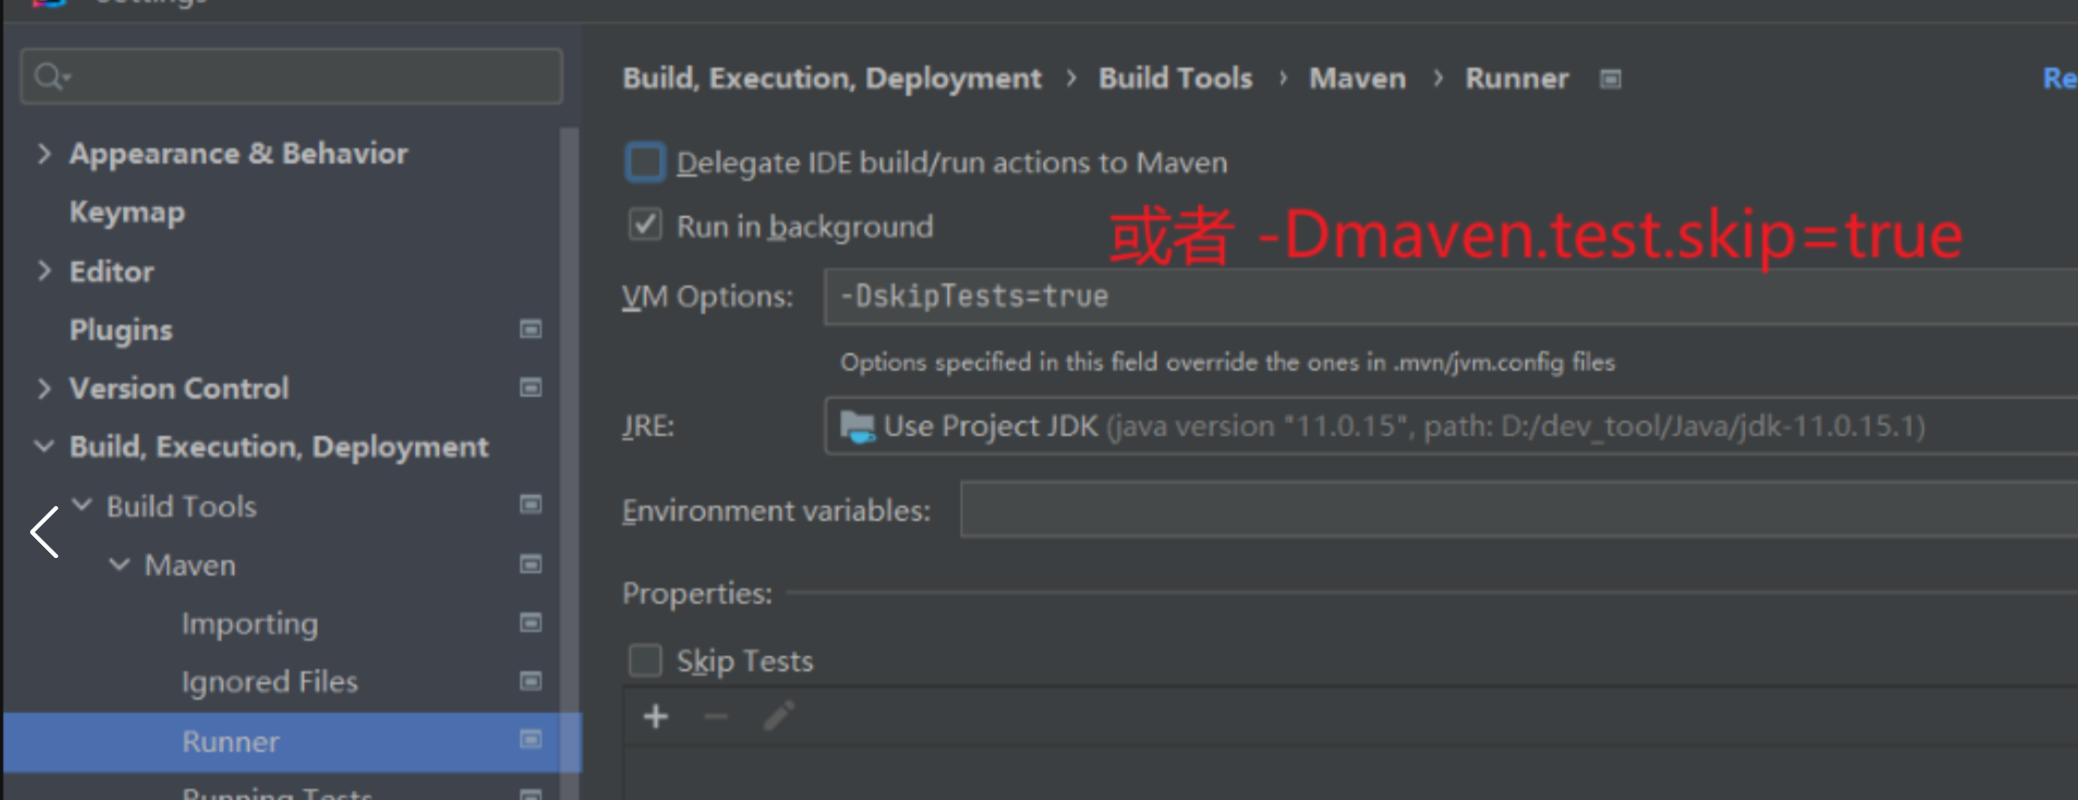 Settings
Appearance & Behavior
Keymap
Editor
Plugins
Version Control
Build, Execution, Deployment
Build Tools
Maven
Importing
Ignored Files
Runner
Running Tests
Build, Execution, Deployment › Build Tools › Maven › Runner
Re
Delegate IDE build/run actions to Maven
Run in background
或者 -Dmaven.test.skip=true
VM Options: -DskipTests=true
Options specified in this field override the ones in .mvn/jvm.config files
JRE: Use Project JDK (java version "11.0.15", path: D:/dev_tool/Java/jdk-11.0.15.1)
Environment variables:
Properties:
Skip Tests